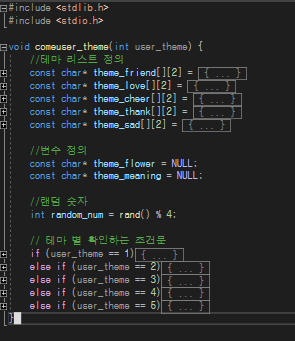 #include <stdlib.h>
#include <stdio.h>
void comeuser_theme(int user_theme) {
//테마 리스트 정의
const char* theme_friend[][2] = { ... }
const char* theme_love[][2] = { ... }
const char* theme_cheer[][2] = { ... }
const char* theme_thank[][2] = { ... }
const char* theme_sad[][2] = { ... }
//변수 정의
const char* theme_flower = NULL;
const char* theme_meaning = NULL;
//랜덤 숫자
int random_num = rand() % 4;
// 테마 별 확인하는 조건문
if (user_theme == 1){ ... }
else if (user_theme == 2){ ... }
else if (user_theme == 3){ ... }
else if (user_theme == 4){ ... }
else if (user_theme == 5){ ... }
}